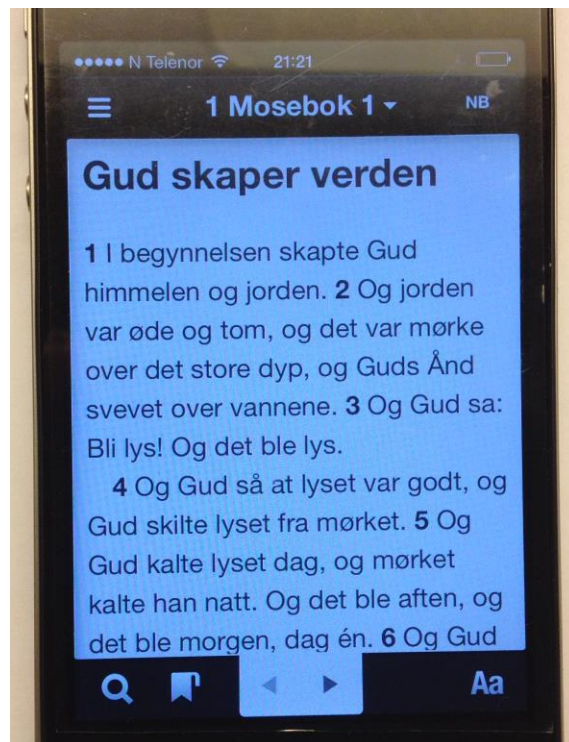 N Telenor 21:21
1 Mosebok 1 NB
Gud skaper verden
1 I begynnelsen skapte Gud
himmelen og jorden. 2 Og jorden
var øde og tom, og det var mørke
over det store dyp, og Guds Ånd
svevet over vannene. 3 Og Gud sa:
Bli lys! Og det ble lys.
4 Og Gud så at lyset var godt, og
Gud skilte lyset fra mørket. 5 Og
Gud kalte lyset dag, og mørket
kalte han natt. Og det ble aften, og
det ble morgen, dag én. 6 Og Gud
Aa